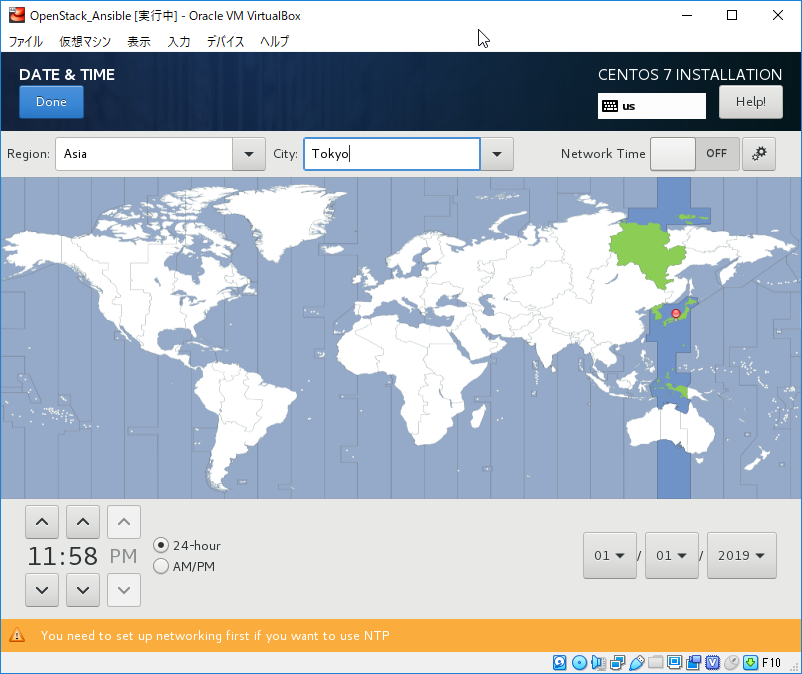 OpenStack_Ansible [実行中] - Oracle VM VirtualBox
ファイル 仮想マシン 表示 入力 デバイス ヘルプ
DATE & TIME
CENTOS 7 INSTALLATION
Done
us
Help!
Region: Asia City: Tokyo Network Time OFF
11:58 PM
24-hour
AM/PM
01 / 01 / 2019
You need to set up networking first if you want to use NTP
F10